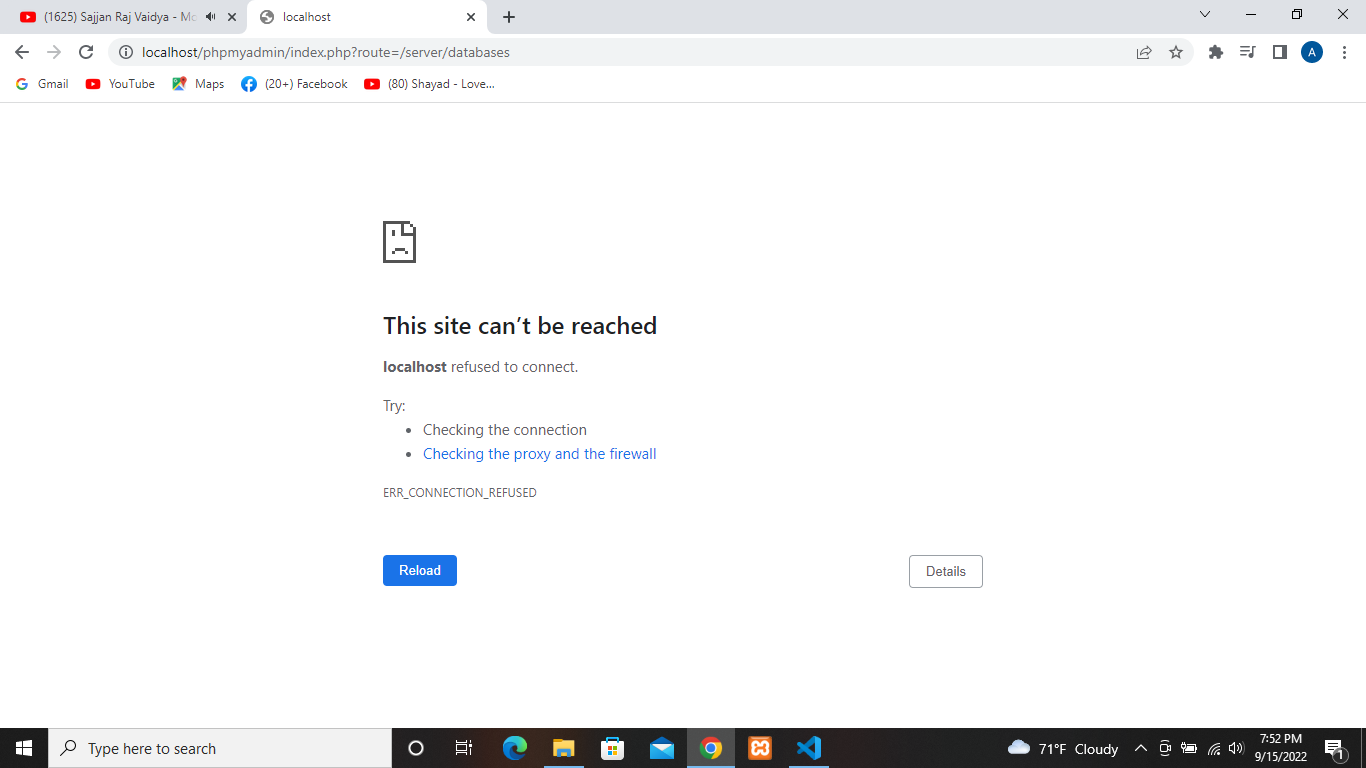 (1625) Sajjan Raj Vaidya - Mo
localhost
localhost/phpmyadmin/index.php?route=/server/databases
A
Gmail
YouTube
Maps
(20+) Facebook
(80) Shayad - Love...
This site can't be reached
localhost refused to connect.
Try:
Checking the connection
Checking the proxy and the firewall
ERR_CONNECTION_REFUSED
Reload
Details
Type here to search
71°F Cloudy
7:52 PM
9/15/2022
1